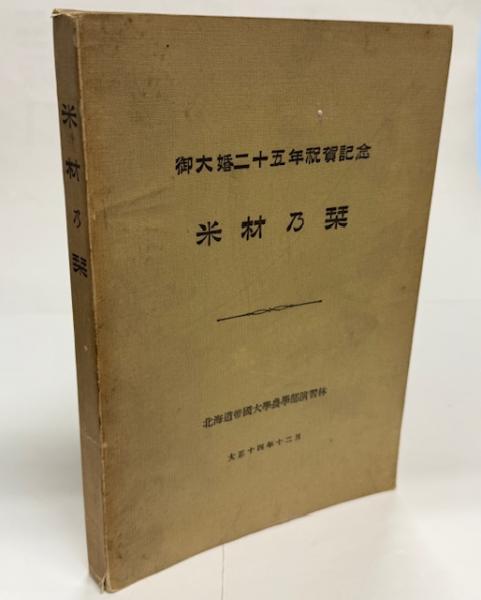 御大婚二十五年祝賀記念
米材乃栞
北海道帝國大學農學部演習林
大正十四年十二月
米材乃栞